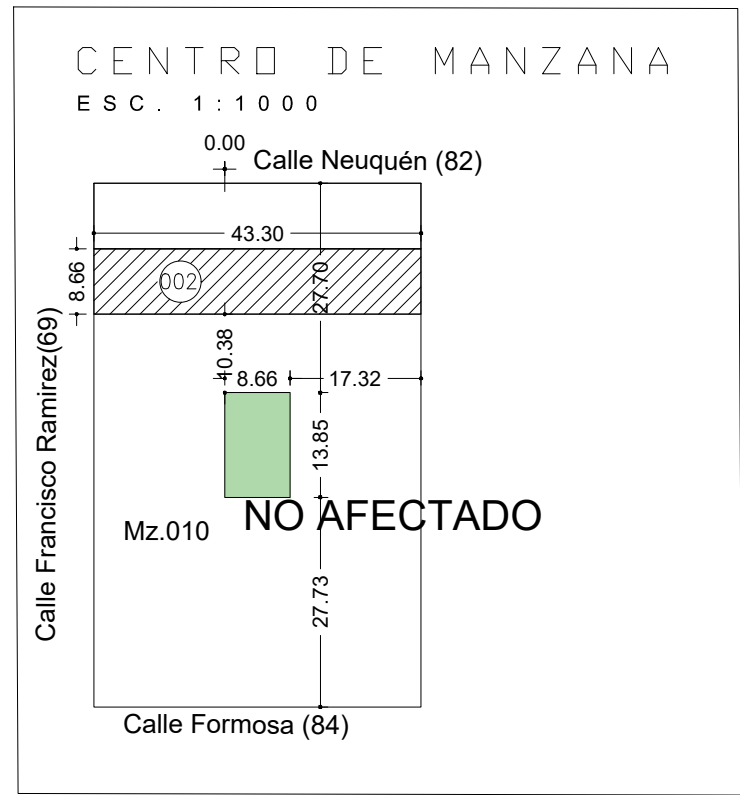 CENTRO DE MANZANA
ESC. 1:1000
0.00
Calle Neuquén (82)
43.30
8.66
002
27.70
10.38
8.66
17.32
13.85
Calle Francisco Ramirez(69)
Mz.010
NO AFECTADO
27.73
Calle Formosa (84)